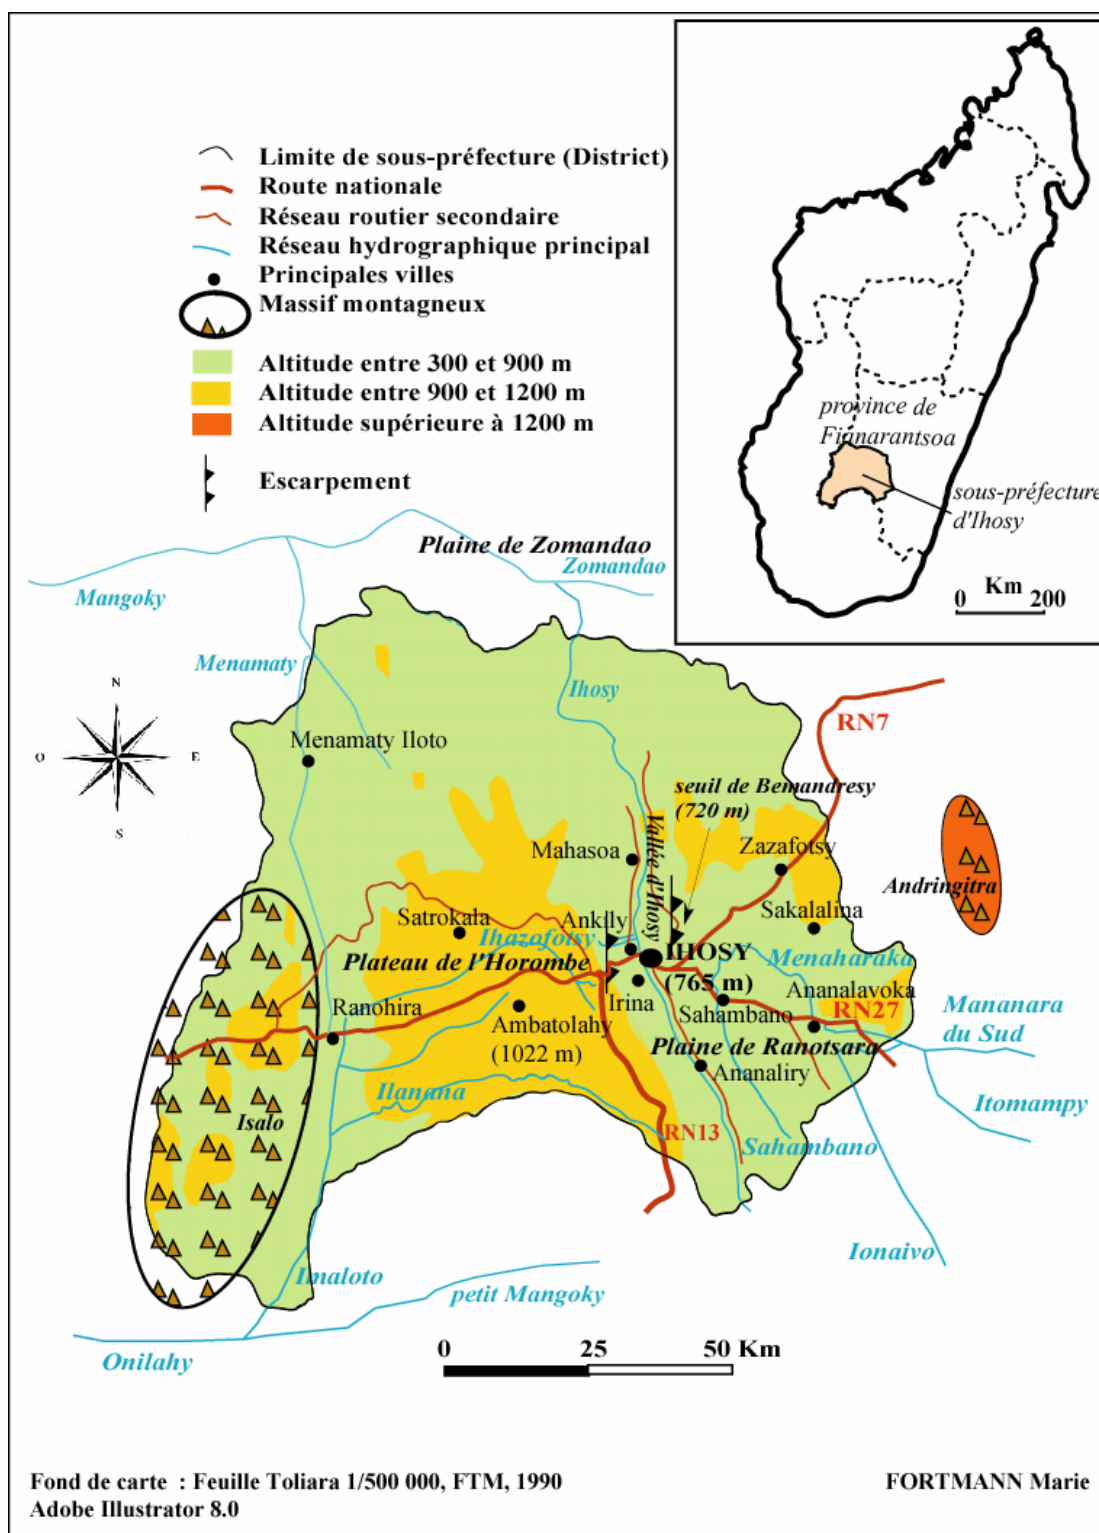 Limite de sous-préfecture (District)
Route nationale
Réseau routier secondaire
Réseau hydrographique principal
Principales villes
Massif montagneux
Altitude entre 300 et 900 m
Altitude entre 900 et 1200 m
Altitude supérieure à 1200 m
Escarpement
province de
Fianarantsoa
sous-préfecture
d'Ihosy
Km
0 200
Plaine de Zomandao
Zomandao
Mangoky
Menamaty
Ihosy
N
O E
S
Menamaty Iloto
RN7
seuil de Bemandresy
(720 m)
Vallée d'Ihosy
Mahasoa
Zazafotsy
Andringitra
Satrokala
Ankily
Sakalalina
Ihazofotsy
IHOSY
(765 m)
Menaharaka
Plateau de l'Horombe
Ranohira
Irina
Ananalavoka
Sahambano
RN27
Mananara
du Sud
Ambatolahy
(1022 m)
Plaine de Ranotsara
Ananaliry
Ilanana
Isalo
Itomampy
RN13
Sahambano
Ionaivo
Imaloto
petit Mangoky
Onilahy
0 25 50 Km
Fond de carte : Feuille Toliara 1/500 000, FTM, 1990
FORTMANN Marie
Adobe Illustrator 8.0